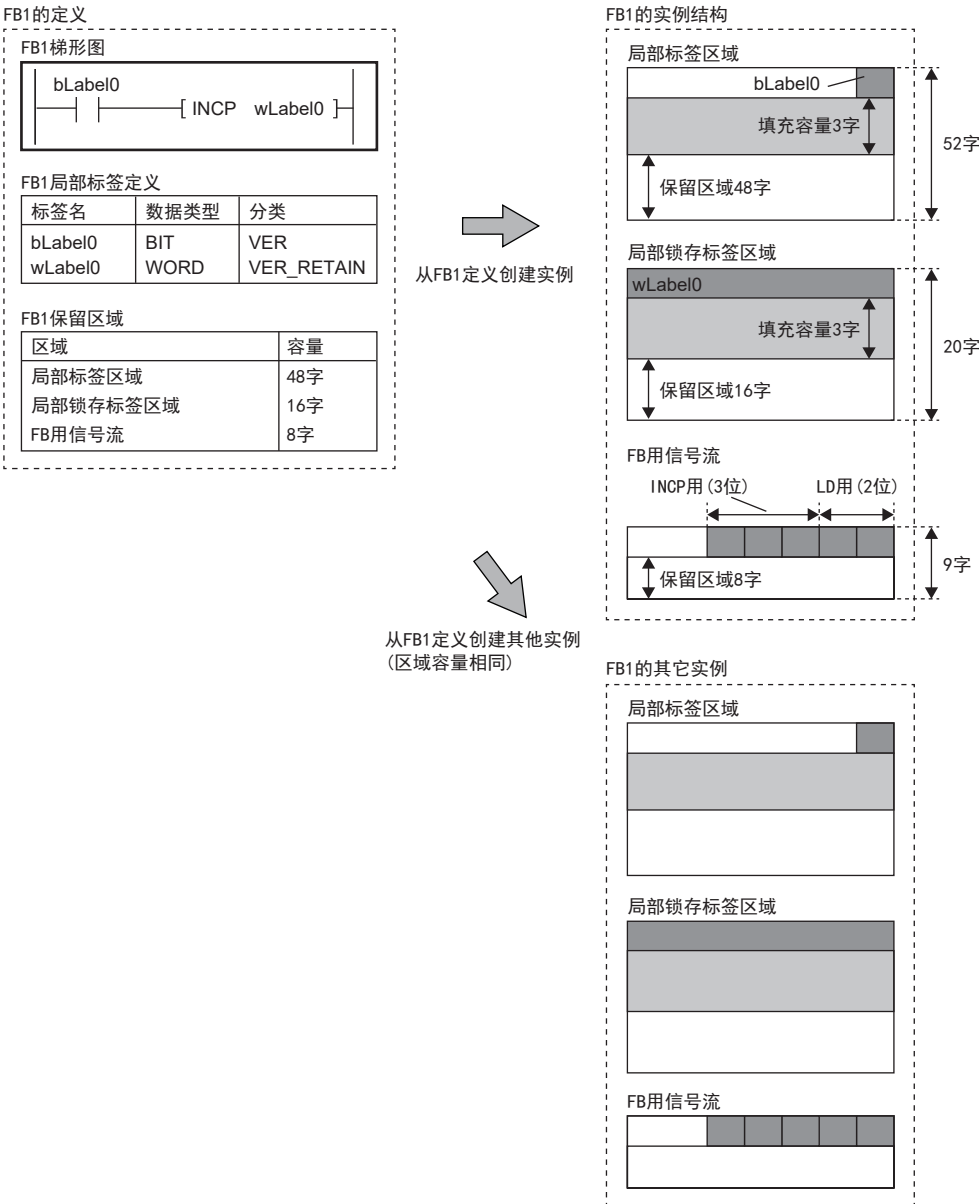 FB1的定义
FB1梯形图
bLabel0
[ INCP wLabel0 ]
FB1局部标签定义
标签名 数据类型 分类
bLabel0 BIT VER
wLabel0 WORD VER_RETAIN
FB1保留区域
区域 容量
局部标签区域 48字
局部锁存标签区域 16字
FB用信号流 8字
从FB1定义创建实例
从FB1定义创建其他实例
(区域容量相同)
FB1的实例结构
局部标签区域
bLabel0
填充容量3字
保留区域48字
52字
局部锁存标签区域
wLabel0
填充容量3字
保留区域16字
20字
FB用信号流
INCP用(3位) LD用(2位)
保留区域8字
9字
FB1的其它实例
局部标签区域
局部锁存标签区域
FB用信号流